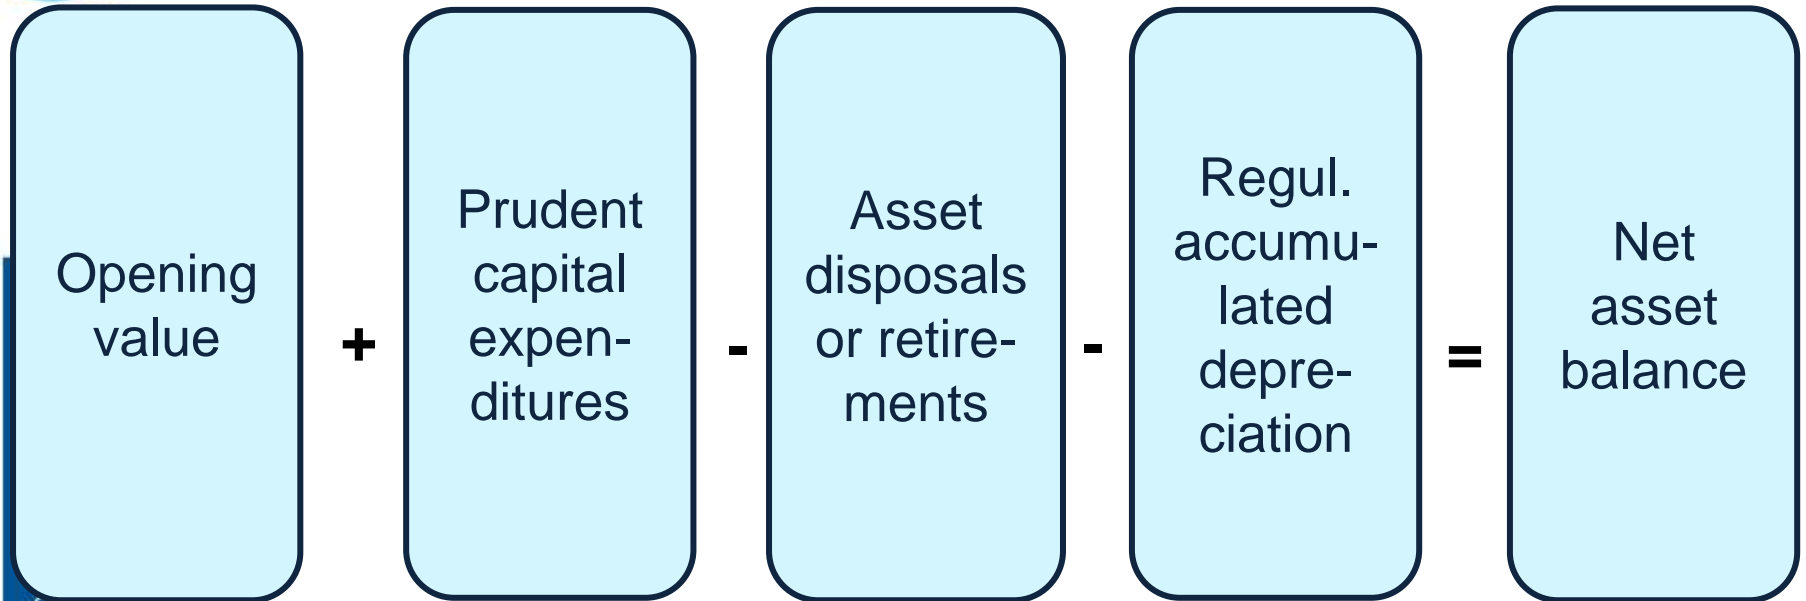 Opening
value
+
Prudent
capital
expen-
ditures
-
Asset
disposals
or retire-
ments
-
Regul.
accumu-
lated
depre-
ciation
=
Net
asset
balance